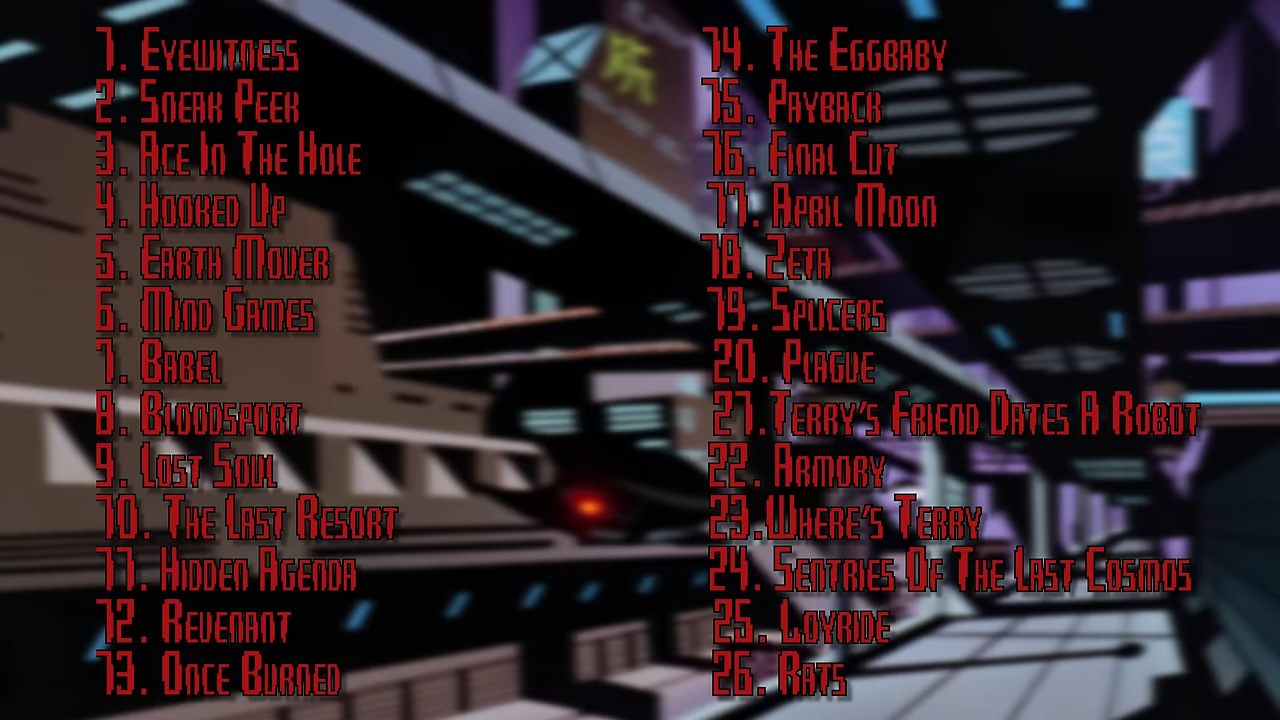 1. Eyewitness
2. Sneak Peek
3. Ace In The Hole
4. Hooked Up
5. Earth Mover
6. Mind Games
7. Babel
8. Bloodsport
9. Lost Soul
10. The Last Resort
11. Hidden Agenda
12. Revenant
13. Once Burned
14. The Eggbaby
15. Payback
16. Final Cut
17. April Moon
18. Zeta
19. Splicers
20. Plague
21.Terry's Friend Dates A Robot
22. Armory
23.Where's Terry
24. Sentries Of The Last Cosmos
25. Loyride
26. Rats